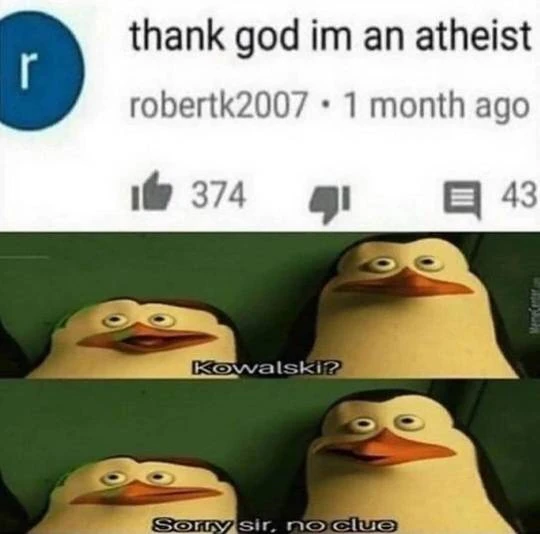 r
thank god im an atheist
robertk2007 • 1 month ago
374
43
Kowalski?
Sorry sir, no clue